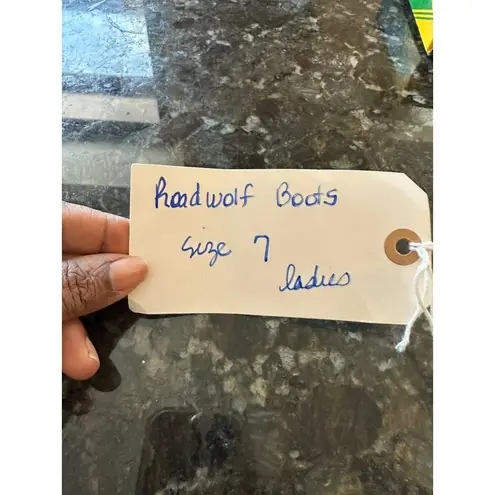 Roadwolf Boots
Size 7
ladies